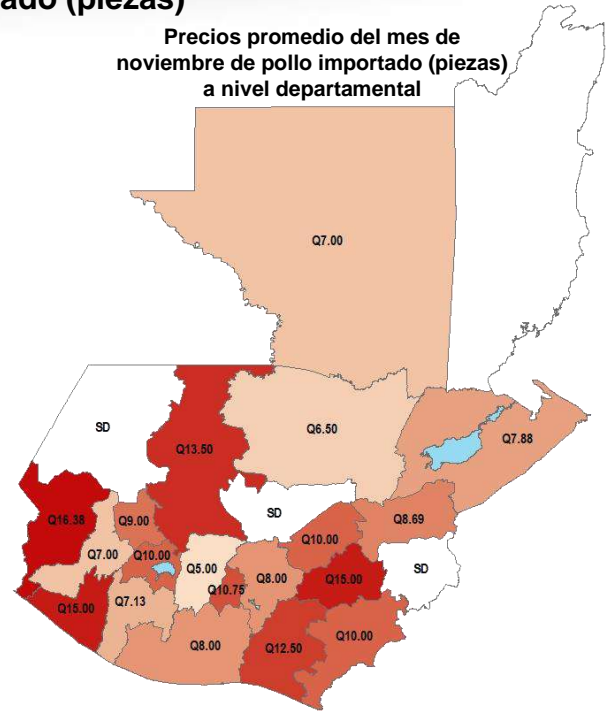 ado (piezas)
Precios promedio del mes de
noviembre de pollo importado (piezas)
a nivel departamental
Q7.00
SD
Q13.50
Q6.50
Q7.88
Q16.38
Q9.00
SD
Q8.69
Q7.00
Q10.00
Q10.00
Q5.00
Q8.00
Q15.00
SD
Q10.75
Q15.00
Q7.13
Q8.00
Q12.50
Q10.00